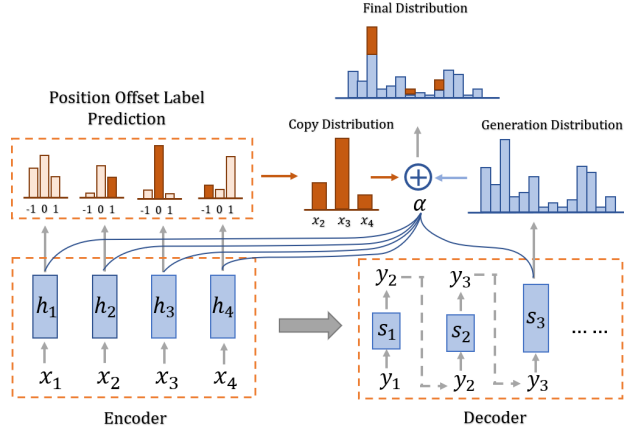 Final Distribution
Position Offset Label
Prediction
Copy Distribution
Generation Distribution
-1 0 1
-1 0 1
-1 0 1
-1 0 1
x₂ x₃ x₄
+
α
h₁ h₂ h₃ h₄
x₁ x₂ x₃ x₄
Encoder
y₂ y₃
s₁ s₂ s₃ ... ...
y₁ y₂ y₃
Decoder